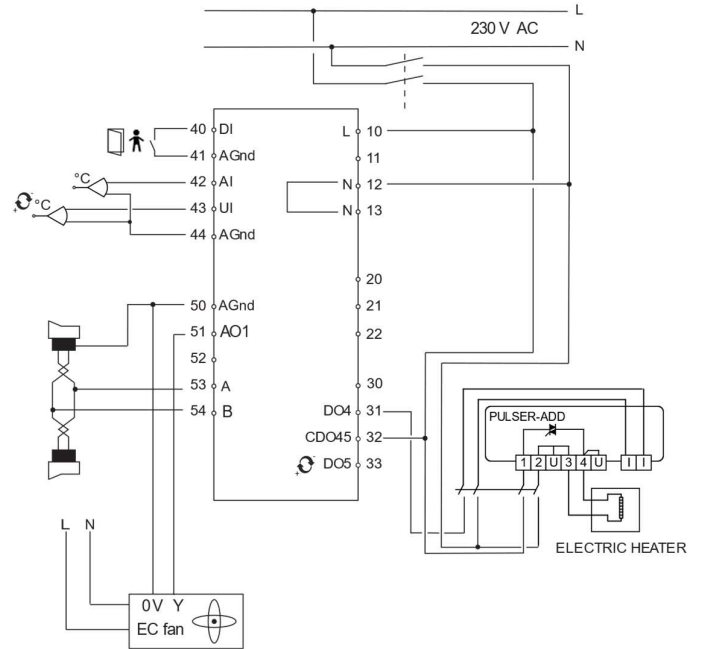 L
230 V AC
N
40 DI
41 AGnd
42 AI
43 UI
44 AGnd
°C
°C
50 AGnd
51 AO1
52
53 A
54 B
L 10
11
N 12
N 13
20
21
22
30
DO4 31
CDO45 32
DO5 33
PULSER-ADD
1 2 U 3 4 U I I
ELECTRIC HEATER
L N
0V Y
EC fan